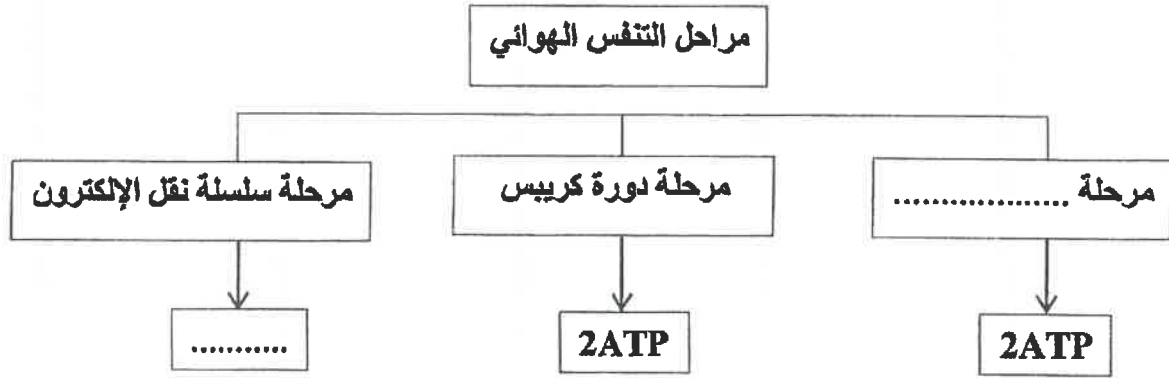 مراحل التنفس الهوائي
مرحلة ...................
مرحلة دورة كريبس
مرحلة سلسلة نقل الإلكترون
2ATP
2ATP
...........